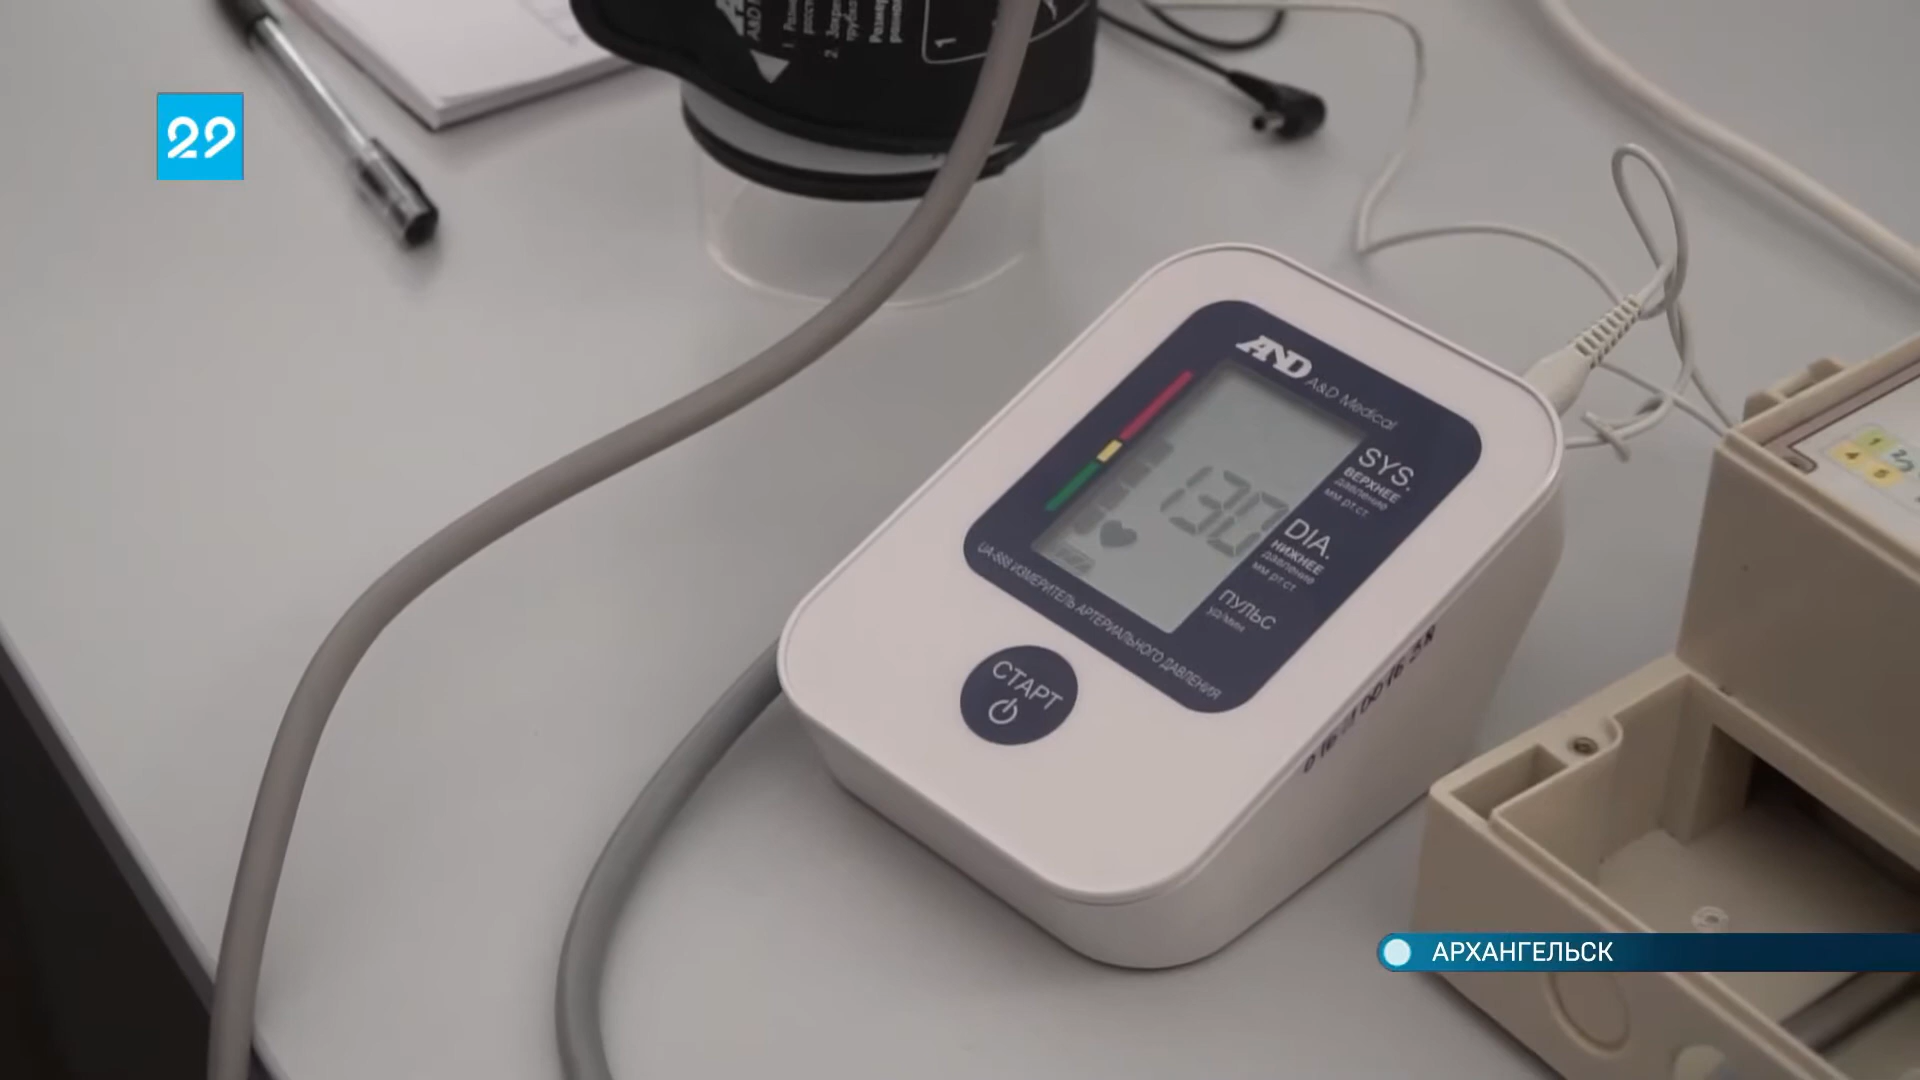 29
1
A&D Medical
SYS.
ВЕРХНЕЕ
давление
мм рт.ст.
130
DIA.
НИЖНЕЕ
давление
мм рт.ст.
ПУЛЬС
уд/мин
UA-888 ИЗМЕРИТЕЛЬ АРТЕРИАЛЬНОГО ДАВЛЕНИЯ
СТАРТ
АРХАНГЕЛЬСК